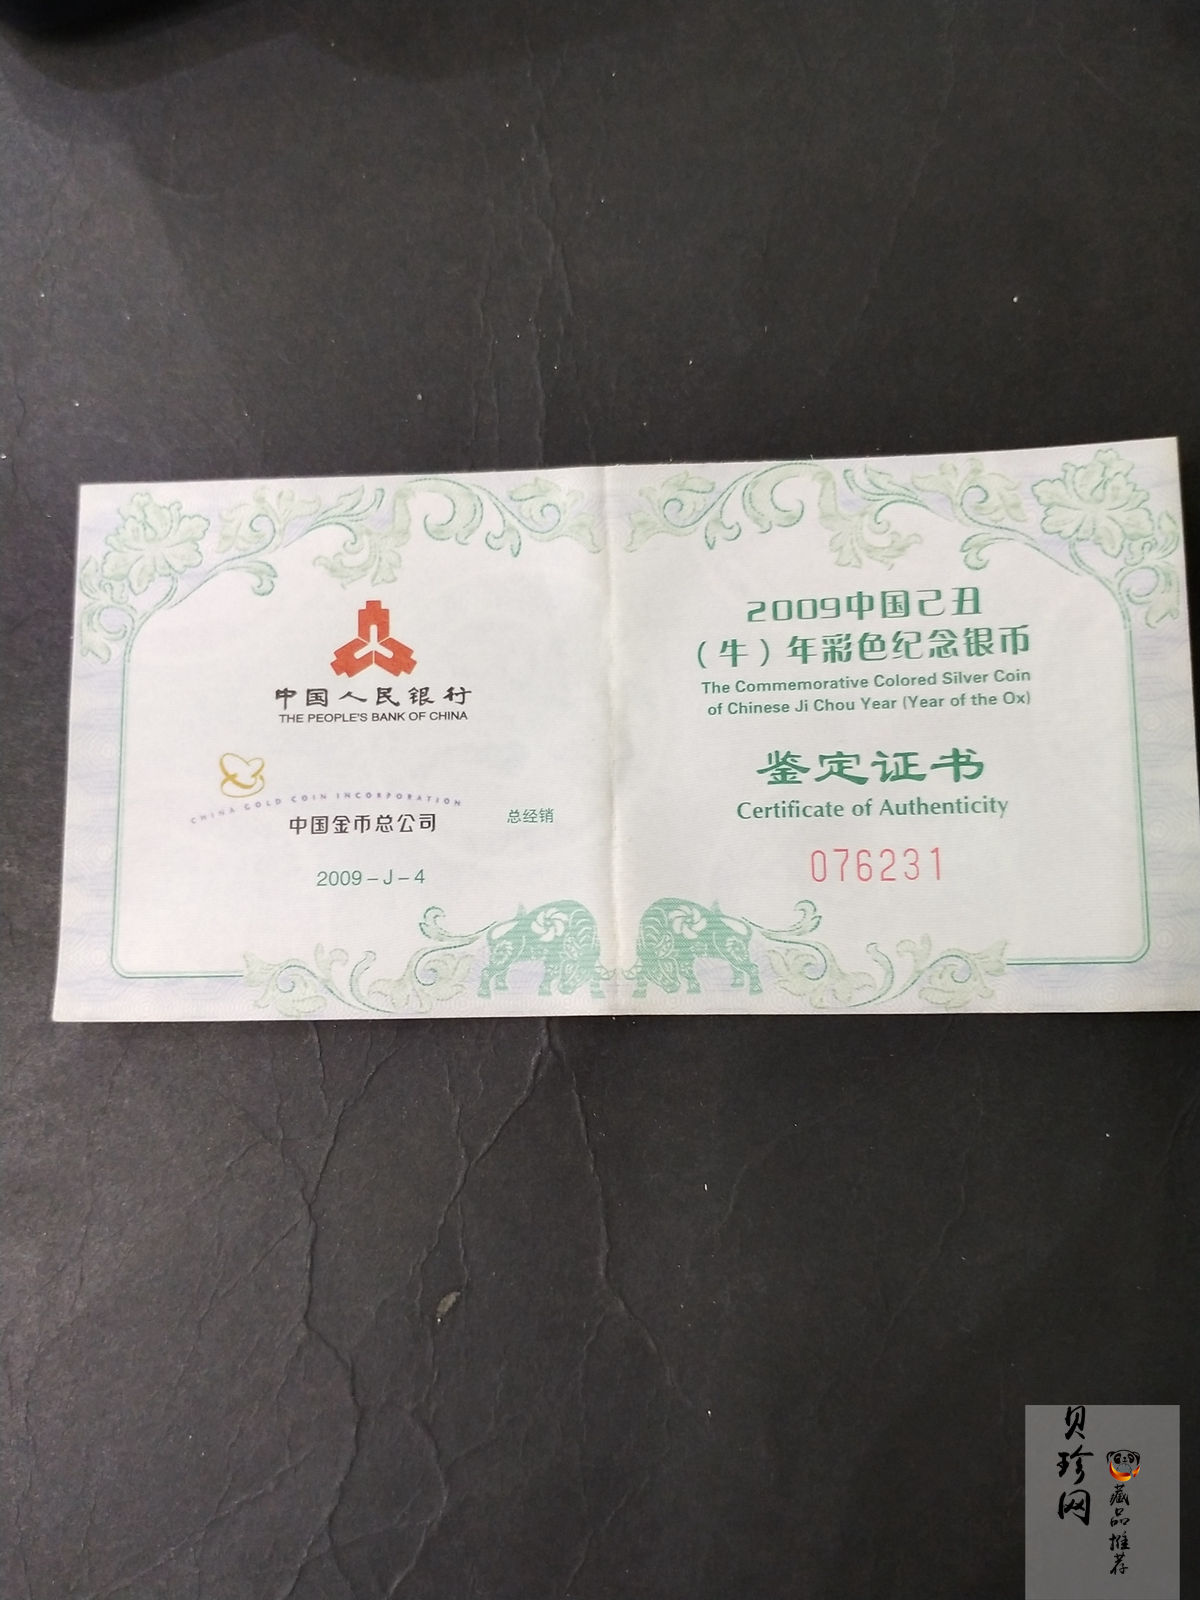 中国人民银行
THE PEOPLE'S BANK OF CHINA
CHINA GOLD COIN INCORPORATION
中国金币总公司
总经销
2009－J－4
2009中国己丑
（牛）年彩色纪念银币
The Commemorative Colored Silver Coin
of Chinese Ji Chou Year (Year of the Ox)
鉴定证书
Certificate of Authenticity
076231
贝珍网
藏品推荐